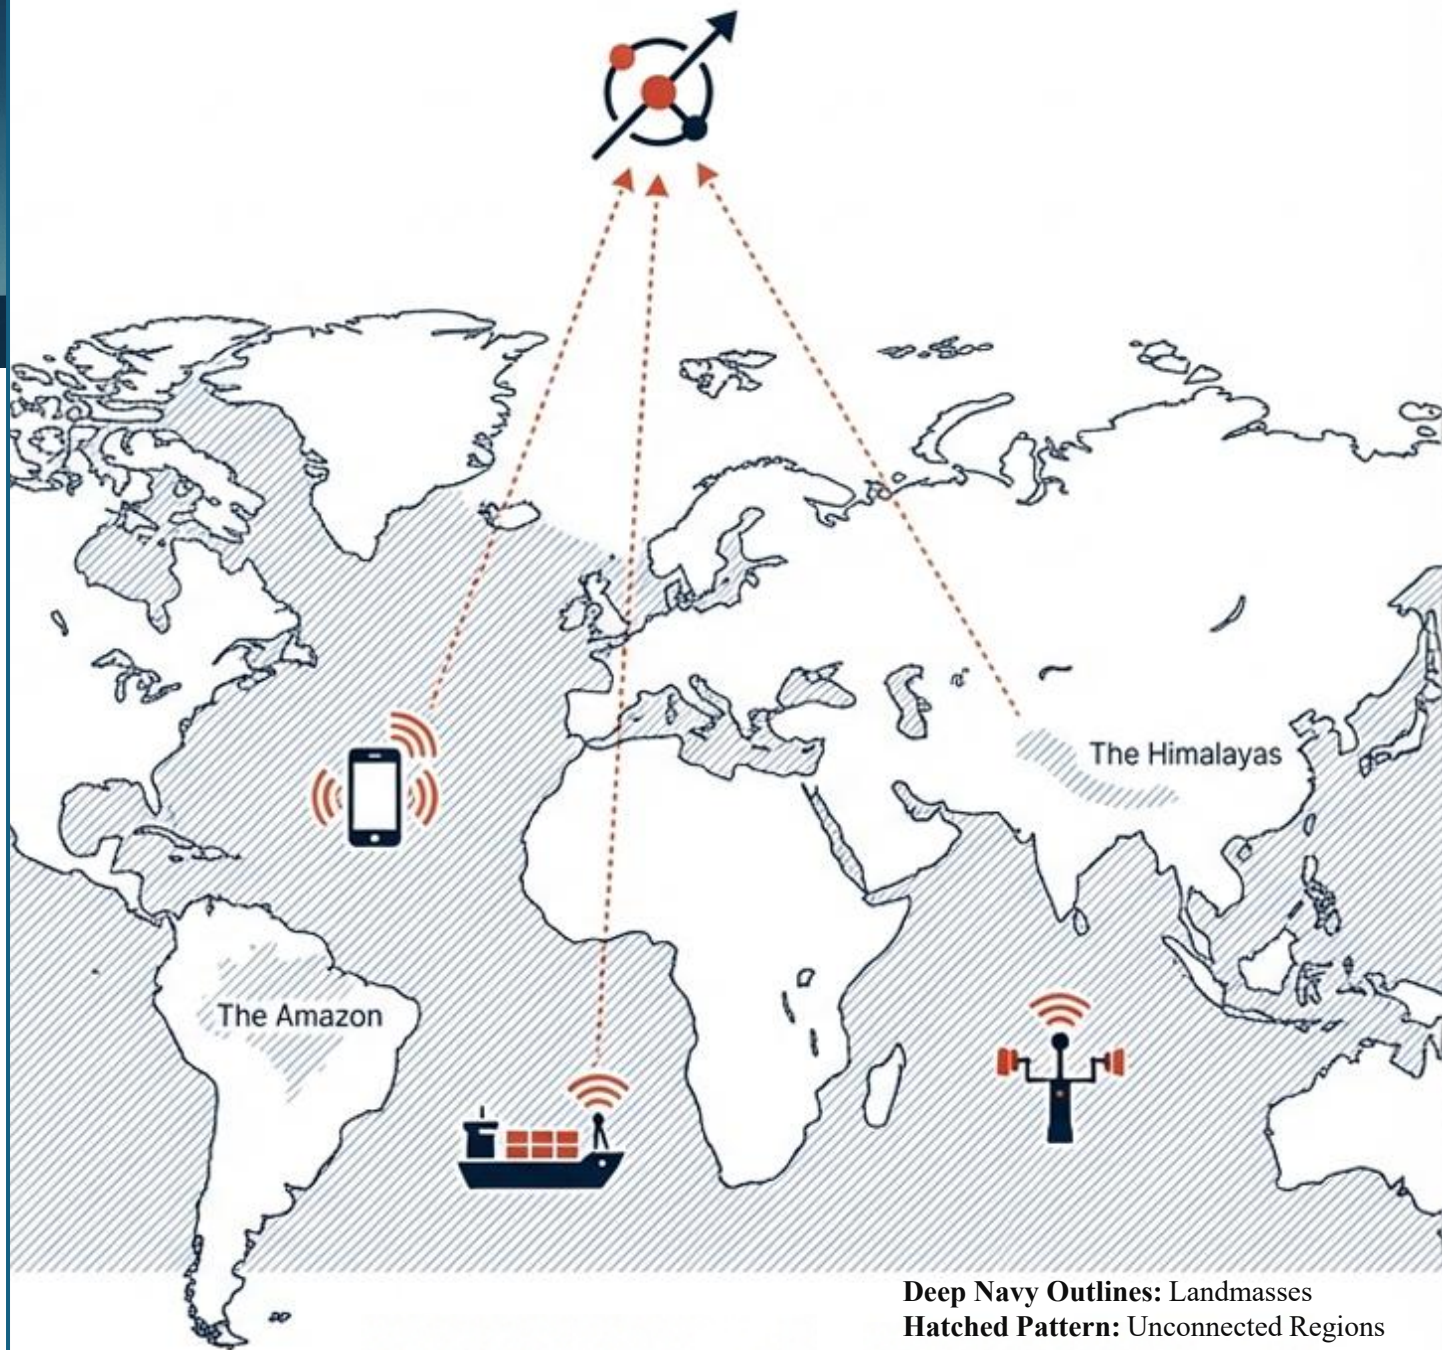 The Himalayas
The Amazon
Deep Navy Outlines: Landmasses
Hatched Pattern: Unconnected Regions